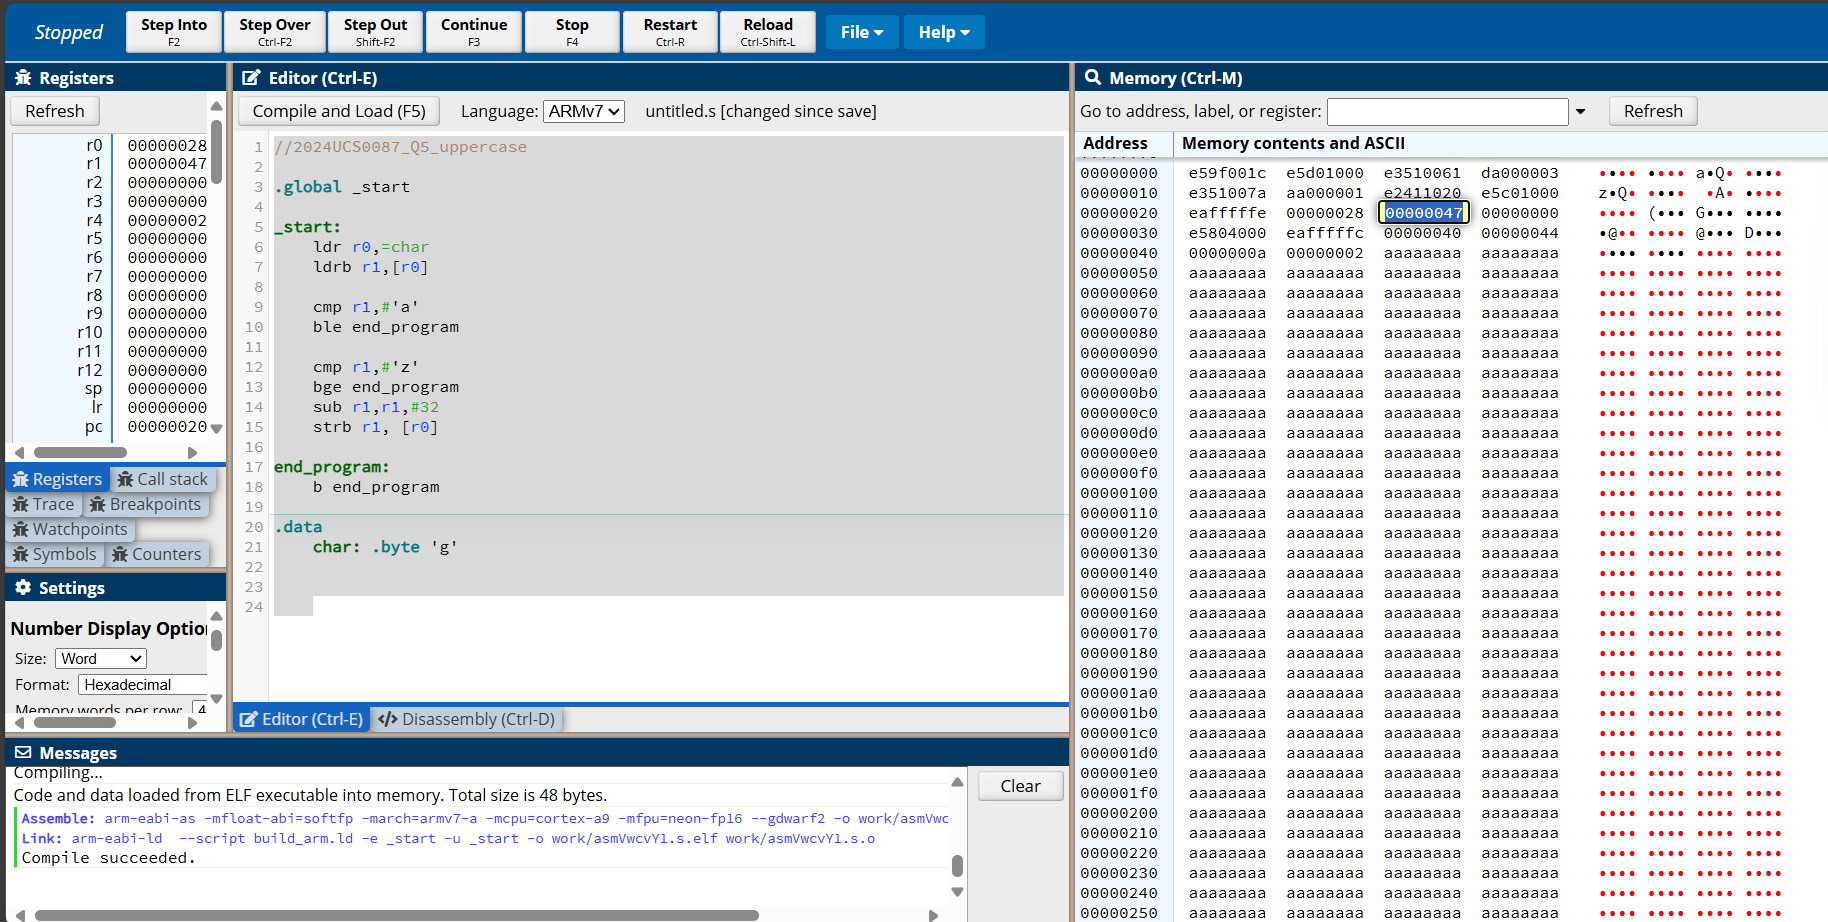 Stopped
Step Into
F2
Step Over
Ctrl-F2
Step Out
Shift-F2
Continue
F3
Stop
F4
Restart
Ctrl-R
Reload
Ctrl-Shift-L
File
Help
Registers
Refresh
r0 00000028
r1 00000047
r2 00000000
r3 00000000
r4 00000002
r5 00000000
r6 00000000
r7 00000000
r8 00000000
r9 00000000
r10 00000000
r11 00000000
r12 00000000
sp 00000000
lr 00000000
pc 00000020
Registers Call stack
Trace Breakpoints
Watchpoints
Symbols Counters
Settings
Number Display Optio
Size: Word
Format: Hexadecimal
Memory words per row: 4
Editor (Ctrl-E)
Compile and Load (F5) Language: ARMv7 untitled.s [changed since save]
1 //2024UCS0087_Q5_uppercase
2
3 .global _start
4
5 _start:
6 ldr r0,=char
7 ldrb r1,[r0]
8
9 cmp r1,#'a'
10 ble end_program
11
12 cmp r1,#'z'
13 bge end_program
14 sub r1,r1,#32
15 strb r1, [r0]
16
17 end_program:
18 b end_program
19
20 .data
21 char: .byte 'g'
22
23
24
Editor (Ctrl-E) Disassembly (Ctrl-D)
Messages
Compiling...
Code and data loaded from ELF executable into memory. Total size is 48 bytes.
Assemble: arm-eabi-as -mfloat-abi=softfp -march=armv7-a -mcpu=cortex-a9 -mfpu=neon-fp16 --gdwarf2 -o work/asmVwc
Link: arm-eabi-ld --script build_arm.ld -e _start -u _start -o work/asmVwcvYl.s.elf work/asmVwcvYl.s.o
Compile succeeded.
Clear
Memory (Ctrl-M)
Go to address, label, or register: Refresh
Address Memory contents and ASCII
00000000 e59f001c e5d01000 e3510061 da000003 •••• •••• a•Q• ••••
00000010 e351007a aa000001 e2411020 e5c01000 z•Q• •••• •A• ••••
00000020 eafffffe 00000028 00000047 00000000 •••• (••• G••• ••••
00000030 e5804000 eafffffc 00000040 00000044 •@•• •••• @••• D•••
00000040 0000000a 00000002 aaaaaaaa aaaaaaaa •••• •••• •••• ••••
00000050 aaaaaaaa aaaaaaaa aaaaaaaa aaaaaaaa •••• •••• •••• ••••
00000060 aaaaaaaa aaaaaaaa aaaaaaaa aaaaaaaa •••• •••• •••• ••••
00000070 aaaaaaaa aaaaaaaa aaaaaaaa aaaaaaaa •••• •••• •••• ••••
00000080 aaaaaaaa aaaaaaaa aaaaaaaa aaaaaaaa •••• •••• •••• ••••
00000090 aaaaaaaa aaaaaaaa aaaaaaaa aaaaaaaa •••• •••• •••• ••••
000000a0 aaaaaaaa aaaaaaaa aaaaaaaa aaaaaaaa •••• •••• •••• ••••
000000b0 aaaaaaaa aaaaaaaa aaaaaaaa aaaaaaaa •••• •••• •••• ••••
000000c0 aaaaaaaa aaaaaaaa aaaaaaaa aaaaaaaa •••• •••• •••• ••••
000000d0 aaaaaaaa aaaaaaaa aaaaaaaa aaaaaaaa •••• •••• •••• ••••
000000e0 aaaaaaaa aaaaaaaa aaaaaaaa aaaaaaaa •••• •••• •••• ••••
000000f0 aaaaaaaa aaaaaaaa aaaaaaaa aaaaaaaa •••• •••• •••• ••••
00000100 aaaaaaaa aaaaaaaa aaaaaaaa aaaaaaaa •••• •••• •••• ••••
00000110 aaaaaaaa aaaaaaaa aaaaaaaa aaaaaaaa •••• •••• •••• ••••
00000120 aaaaaaaa aaaaaaaa aaaaaaaa aaaaaaaa •••• •••• •••• ••••
00000130 aaaaaaaa aaaaaaaa aaaaaaaa aaaaaaaa •••• •••• •••• ••••
00000140 aaaaaaaa aaaaaaaa aaaaaaaa aaaaaaaa •••• •••• •••• ••••
00000150 aaaaaaaa aaaaaaaa aaaaaaaa aaaaaaaa •••• •••• •••• ••••
00000160 aaaaaaaa aaaaaaaa aaaaaaaa aaaaaaaa •••• •••• •••• ••••
00000170 aaaaaaaa aaaaaaaa aaaaaaaa aaaaaaaa •••• •••• •••• ••••
00000180 aaaaaaaa aaaaaaaa aaaaaaaa aaaaaaaa •••• •••• •••• ••••
00000190 aaaaaaaa aaaaaaaa aaaaaaaa aaaaaaaa •••• •••• •••• ••••
000001a0 aaaaaaaa aaaaaaaa aaaaaaaa aaaaaaaa •••• •••• •••• ••••
000001b0 aaaaaaaa aaaaaaaa aaaaaaaa aaaaaaaa •••• •••• •••• ••••
000001c0 aaaaaaaa aaaaaaaa aaaaaaaa aaaaaaaa •••• •••• •••• ••••
000001d0 aaaaaaaa aaaaaaaa aaaaaaaa aaaaaaaa •••• •••• •••• ••••
000001e0 aaaaaaaa aaaaaaaa aaaaaaaa aaaaaaaa •••• •••• •••• ••••
000001f0 aaaaaaaa aaaaaaaa aaaaaaaa aaaaaaaa •••• •••• •••• ••••
00000200 aaaaaaaa aaaaaaaa aaaaaaaa aaaaaaaa •••• •••• •••• ••••
00000210 aaaaaaaa aaaaaaaa aaaaaaaa aaaaaaaa •••• •••• •••• ••••
00000220 aaaaaaaa aaaaaaaa aaaaaaaa aaaaaaaa •••• •••• •••• ••••
00000230 aaaaaaaa aaaaaaaa aaaaaaaa aaaaaaaa •••• •••• •••• ••••
00000240 aaaaaaaa aaaaaaaa aaaaaaaa aaaaaaaa •••• •••• •••• ••••
00000250 aaaaaaaa aaaaaaaa aaaaaaaa aaaaaaaa •••• •••• •••• ••••